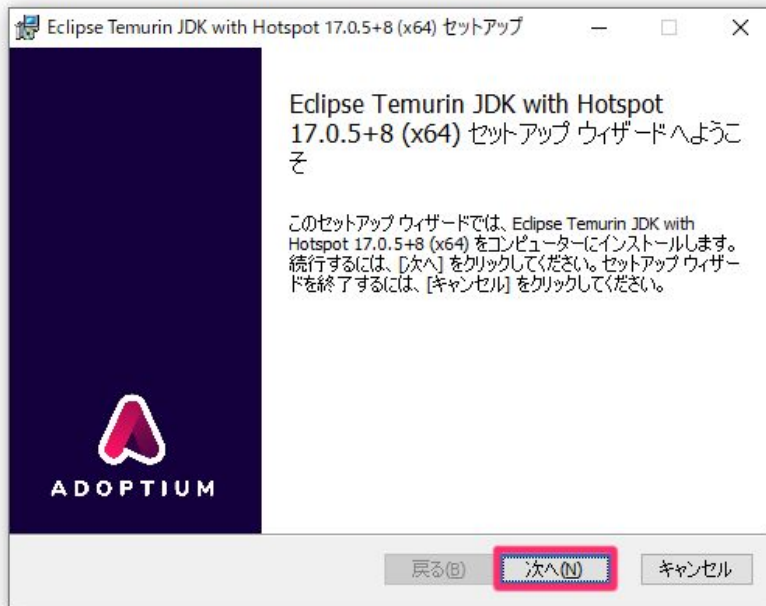 Eclipse Temurin JDK with Hotspot 17.0.5+8 (x64) セットアップ
Eclipse Temurin JDK with Hotspot
17.0.5+8 (x64) セットアップ ウィザードへようこ
そ
このセットアップ ウィザードでは、Eclipse Temurin JDK with
Hotspot 17.0.5+8 (x64) をコンピューターにインストールします。
続行するには、[次へ] をクリックしてください。セットアップ ウィザー
ドを終了するには、[キャンセル] をクリックしてください。
ADOPTIUM
戻る(B)
次へ(N)
キャンセル